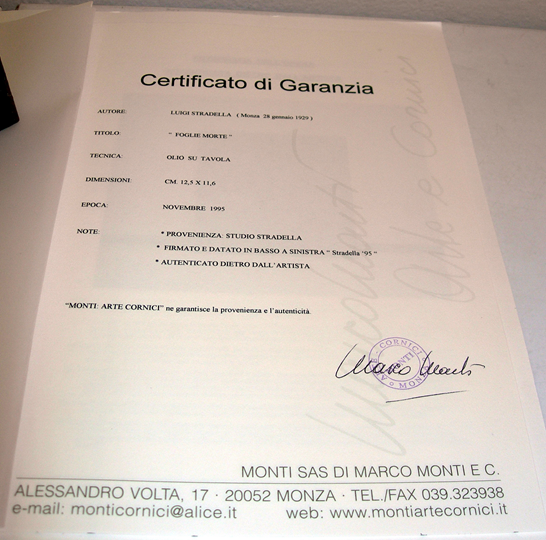 Certificato di Garanzia
AUTORE: LUIGI STRADELLA ( Monza 28 gennaio 1929 )
TITOLO: " FOGLIE MORTE "
TECNICA: OLIO SU TAVOLA
DIMENSIONI: CM. 12,5 X 11,6
EPOCA: NOVEMBRE 1995
NOTE: * PROVENIENZA: STUDIO STRADELLA
* FIRMATO E DATATO IN BASSO A SINISTRA " Stradella '95 "
* AUTENTICATO DIETRO DALL'ARTISTA
"MONTI: ARTE CORNICI" ne garantisce la provenienza e l'autenticità.
Marco Monti
MONTI SAS DI MARCO MONTI E C.
ALESSANDRO VOLTA, 17 · 20052 MONZA · TEL./FAX 039.323938
e-mail: monticornici@alice.it web: www.montiartecornici.it